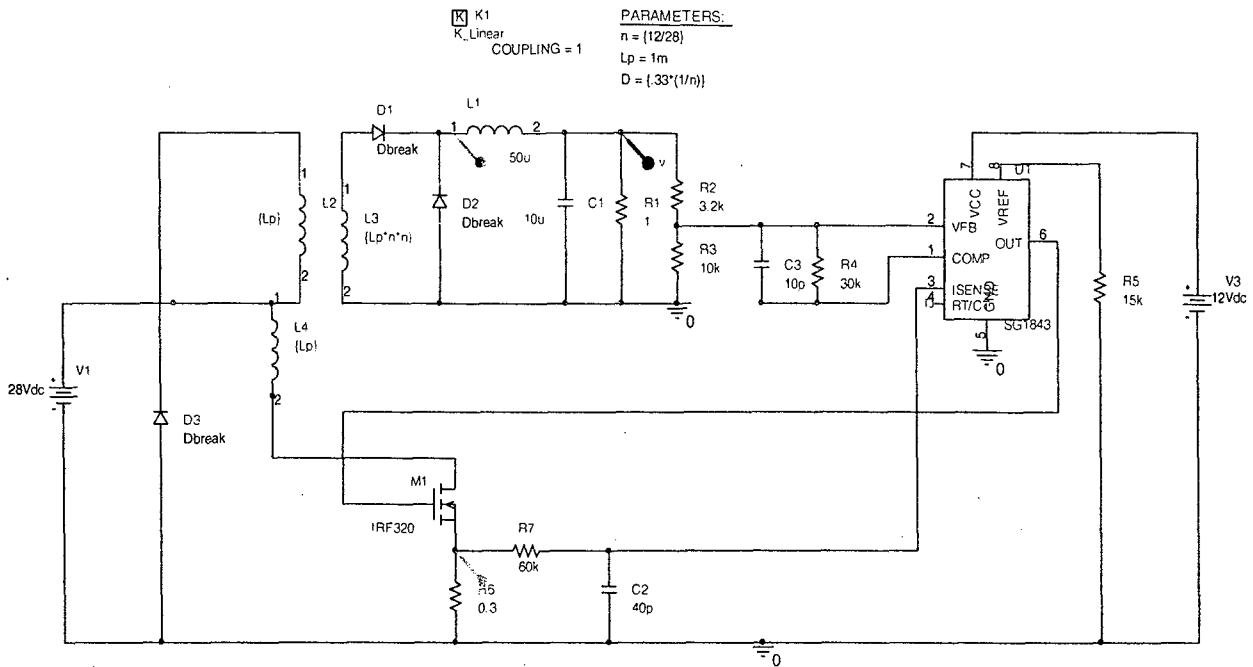 K K1
K_Linear
COUPLING = 1
PARAMETERS:
n = {12/28}
Lp = 1m
D = {.33*(1/n)}
D1
Dbreak
L1
1
2
50u
v
7
8
U1
VCC
VREF
1
{Lp}
2
L2
1
L3
{Lp*n*n}
2
D2
Dbreak
10u
C1
R1
1
R2
3.2k
R3
10k
0
C3
10p
R4
30k
2
VFB
1
COMP
3
ISENSE
4
RT/C
OUT
6
GND
SG1843
5
0
R5
15k
V3
12Vdc
1
L4
{Lp}
2
V1
28Vdc
D3
Dbreak
M1
IRF320
R7
60k
R6
0.3
C2
40p
0